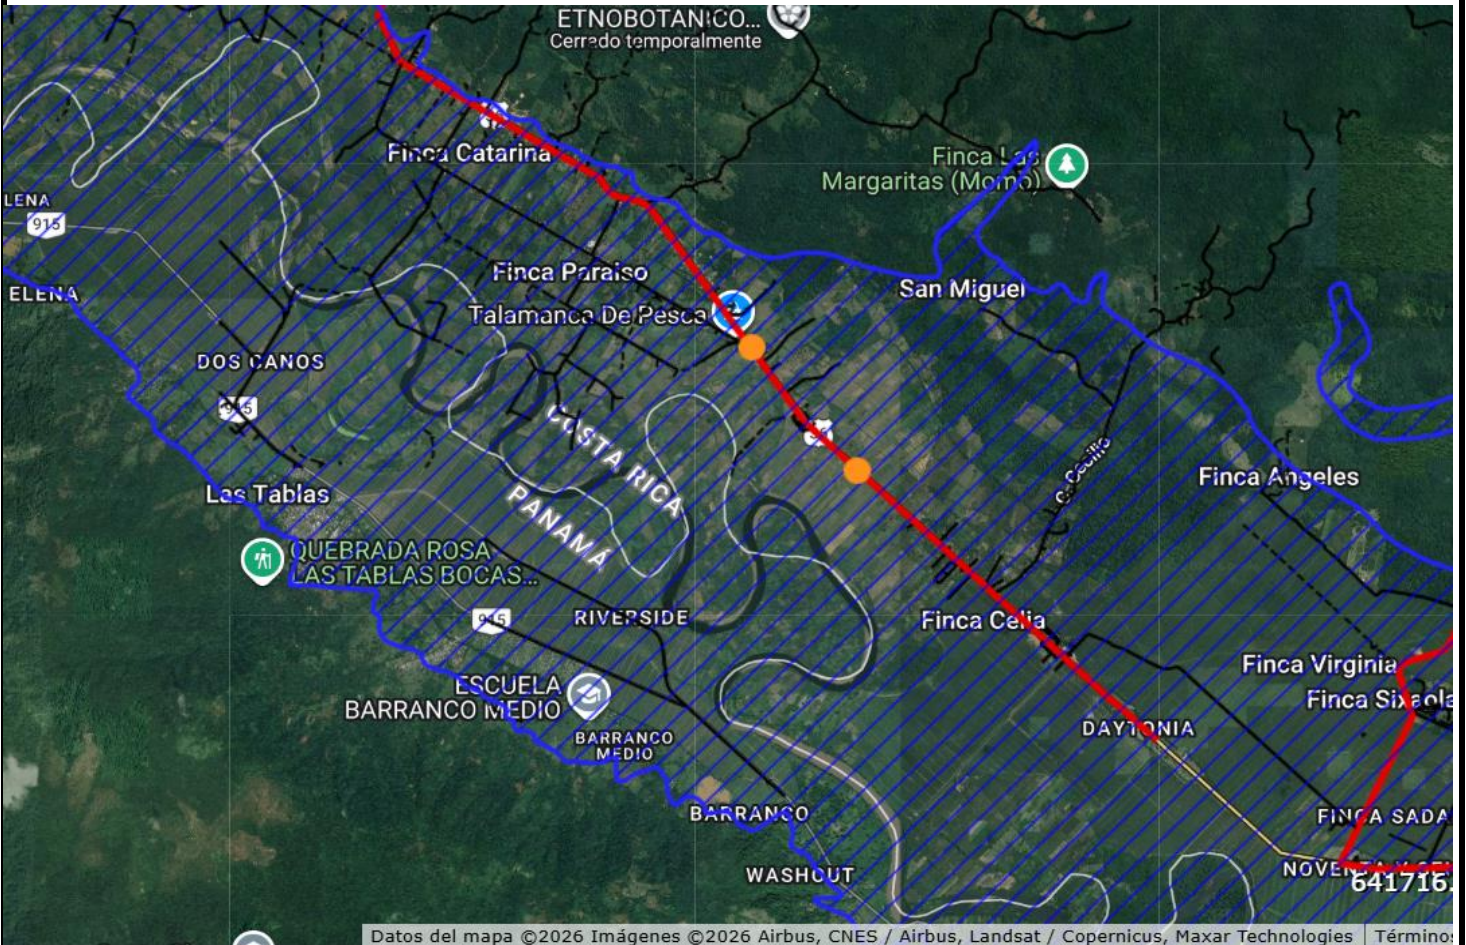 ETNOBOTANICO...
Cerrado temporalmente
Finca Catarina
Finca Las
Margaritas (Momo)
LENA
915
ELENA
Finca Paraiso
San Miguel
Talamanca De Pesca
DOS CANOS
915
36
COSTA RICA
PANAMÁ
Las Tablas
Finca Angeles
QUEBRADA ROSA
LAS TABLAS BOCAS...
915
RIVERSIDE
Finca Celia
Finca Virginia
ESCUELA
BARRANCO MEDIO
Finca Sixaola
BARRANCO
MEDIO
DAYTONIA
BARRANCO
FINCA SADA
WASHOUT
641716.
Datos del mapa ©2026 Imágenes ©2026 Airbus, CNES / Airbus, Landsat / Copernicus, Maxar Technologies
Términos